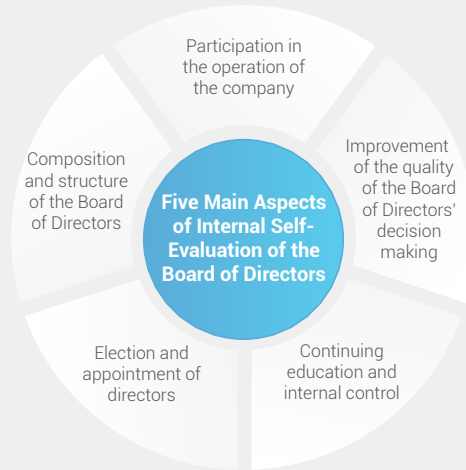 Participation in
the operation of
the company
Improvement
of the quality
of the Board
of Directors'
decision
making
Continuing
education and
internal control
Election and
appointment of
directors
Composition
and structure
of the Board
of Directors
Five Main Aspects
of Internal Self-
Evaluation of the
Board of Directors